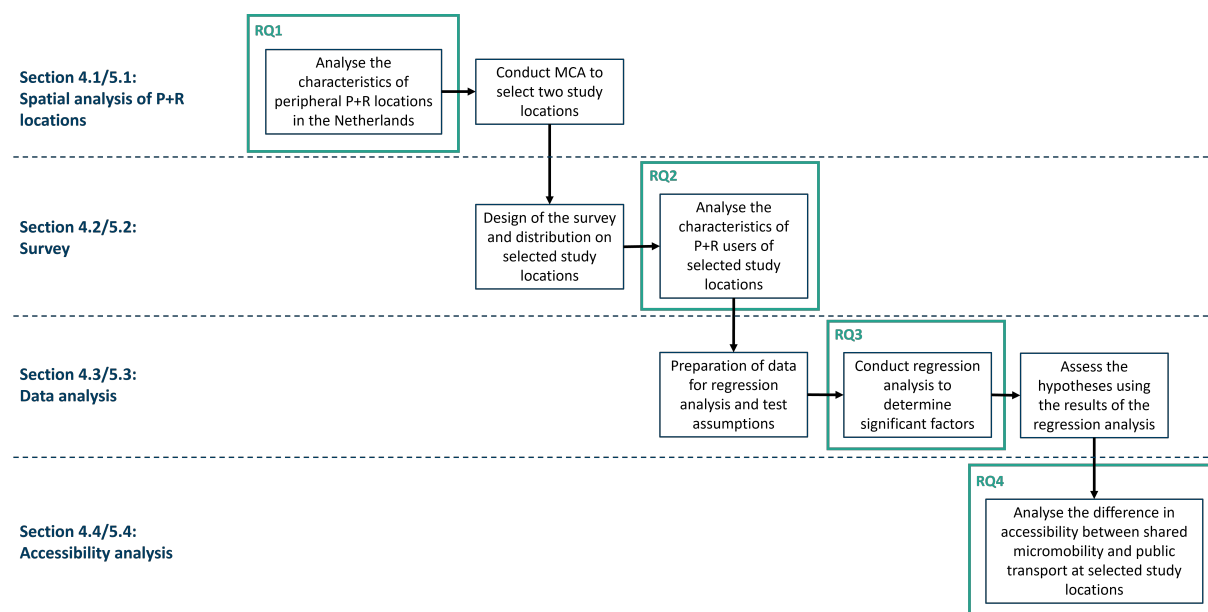 RQ1
Section 4.1/5.1:
Spatial analysis of P+R
locations
Analyse the
characteristics of
peripheral P+R locations
in the Netherlands
Conduct MCA to
select two study
locations
Section 4.2/5.2:
Survey
Design of the survey
and distribution on
selected study
locations
RQ2
Analyse the
characteristics of
P+R users of
selected study
locations
Section 4.3/5.3:
Data analysis
Preparation of data
for regression
analysis and test
assumptions
RQ3
Conduct regression
analysis to
determine
significant factors
Assess the
hypotheses using
the results of the
regression analysis
Section 4.4/5.4:
Accessibility analysis
RQ4
Analyse the difference in
accessibility between shared
micromobility and public
transport at selected study
locations